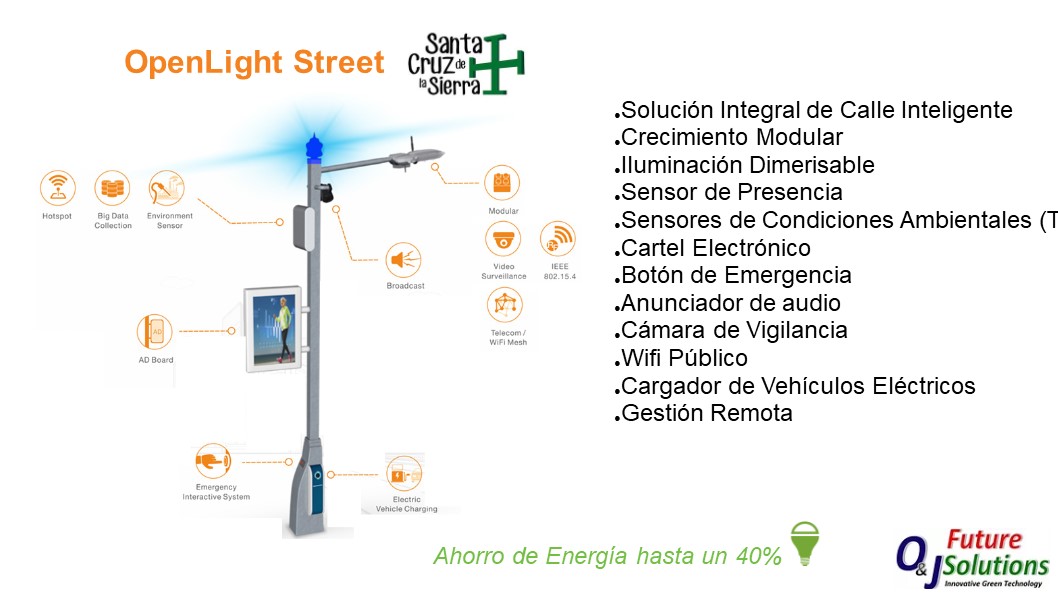 OpenLight Street
Santa
Cruz de
la Sierra
●Solución Integral de Calle Inteligente
●Crecimiento Modular
●Iluminación Dimerisable
●Sensor de Presencia
●Sensores de Condiciones Ambientales (T
●Cartel Electrónico
●Botón de Emergencia
●Anunciador de audio
●Cámara de Vigilancia
●Wifi Público
●Cargador de Vehículos Eléctricos
●Gestión Remota
Hotspot
Big Data
Collection
Environment
Sensor
Modular
Video
Surveillance
IEEE
802.15.4
Broadcast
Telecom /
WiFi Mesh
AD
AD Board
Emergency
Interactive System
Electric
Vehicle Charging
Ahorro de Energía hasta un 40%
O&J Future
Solutions
Innovative Green Technology